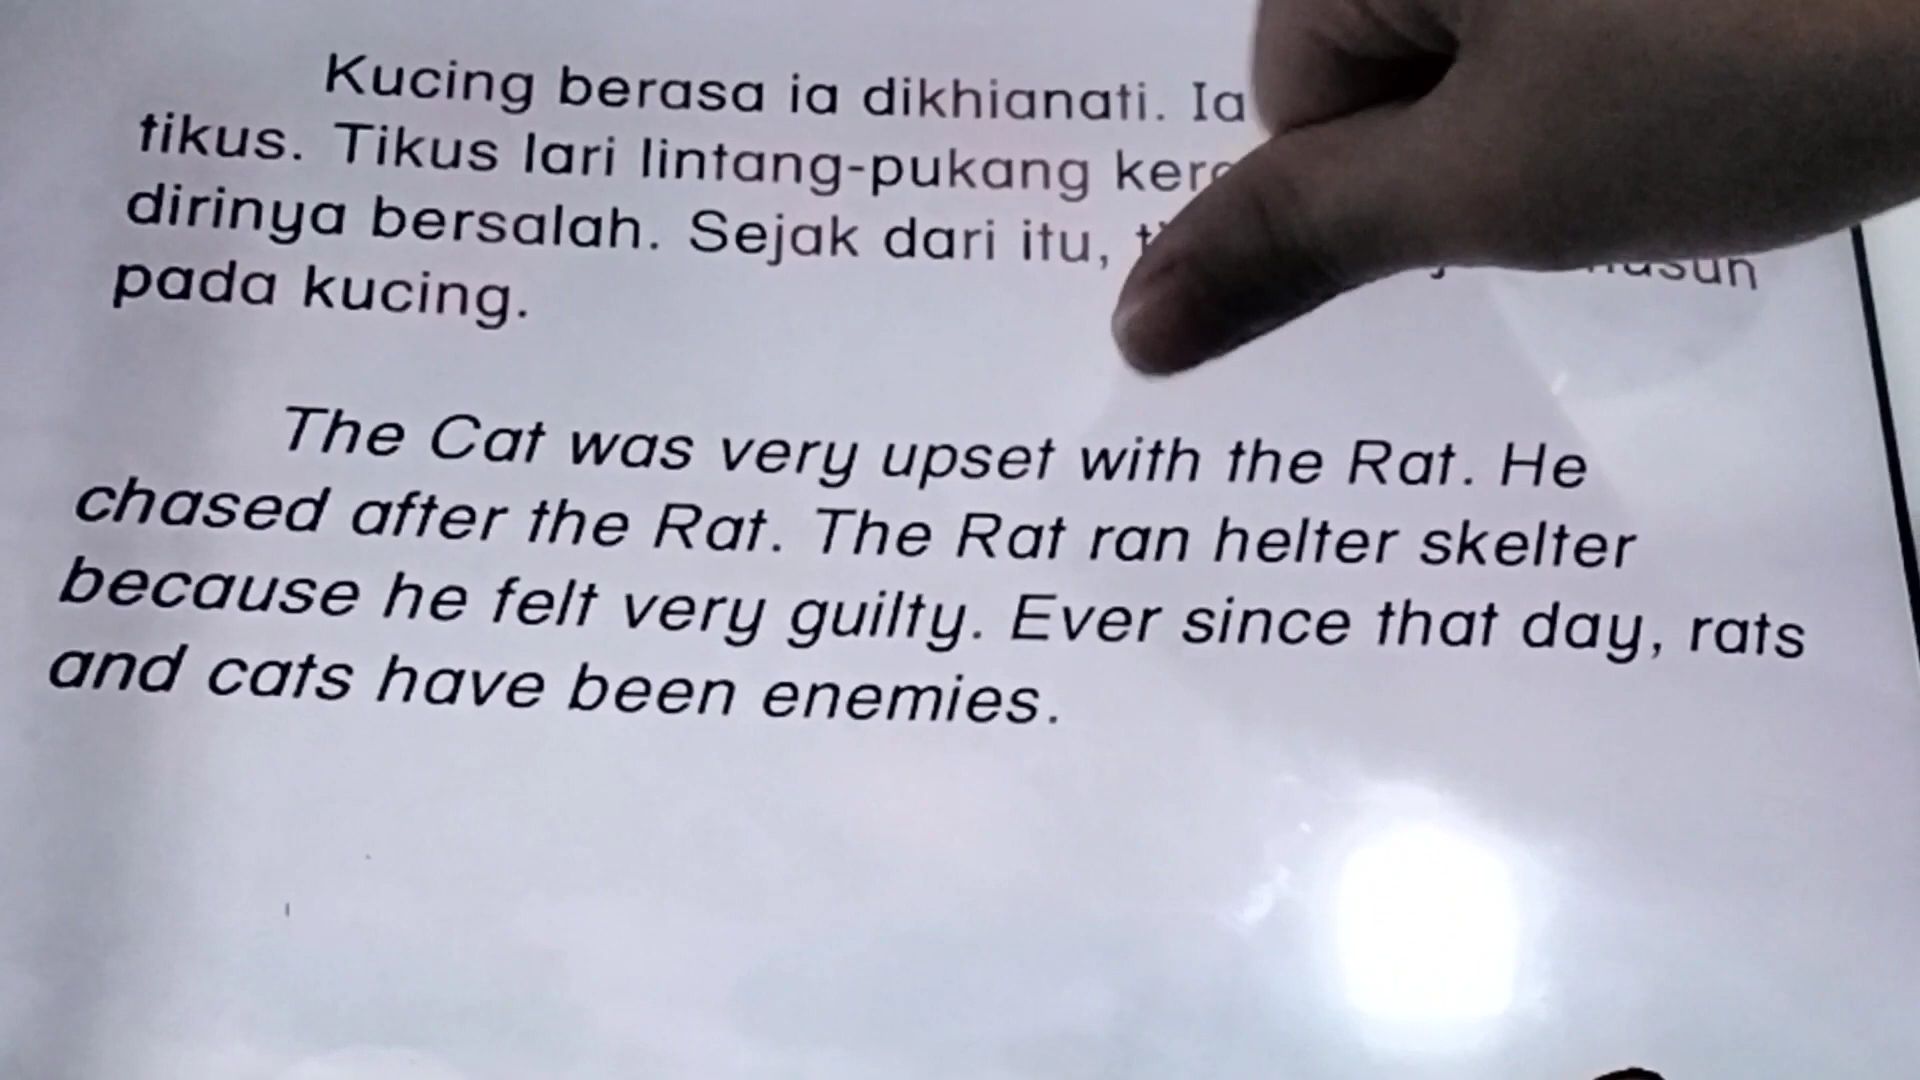 Kucing berasa ia dikhianati. Ia
tikus. Tikus lari lintang-pukang
dirinya bersalah. Sejak dari itu,
pada kucing.
The Cat was very upset with the Rat. He
chased after the Rat. The Rat ran helter skelter
because he felt very guilty. Ever since that day, rats
and cats have been enemies.